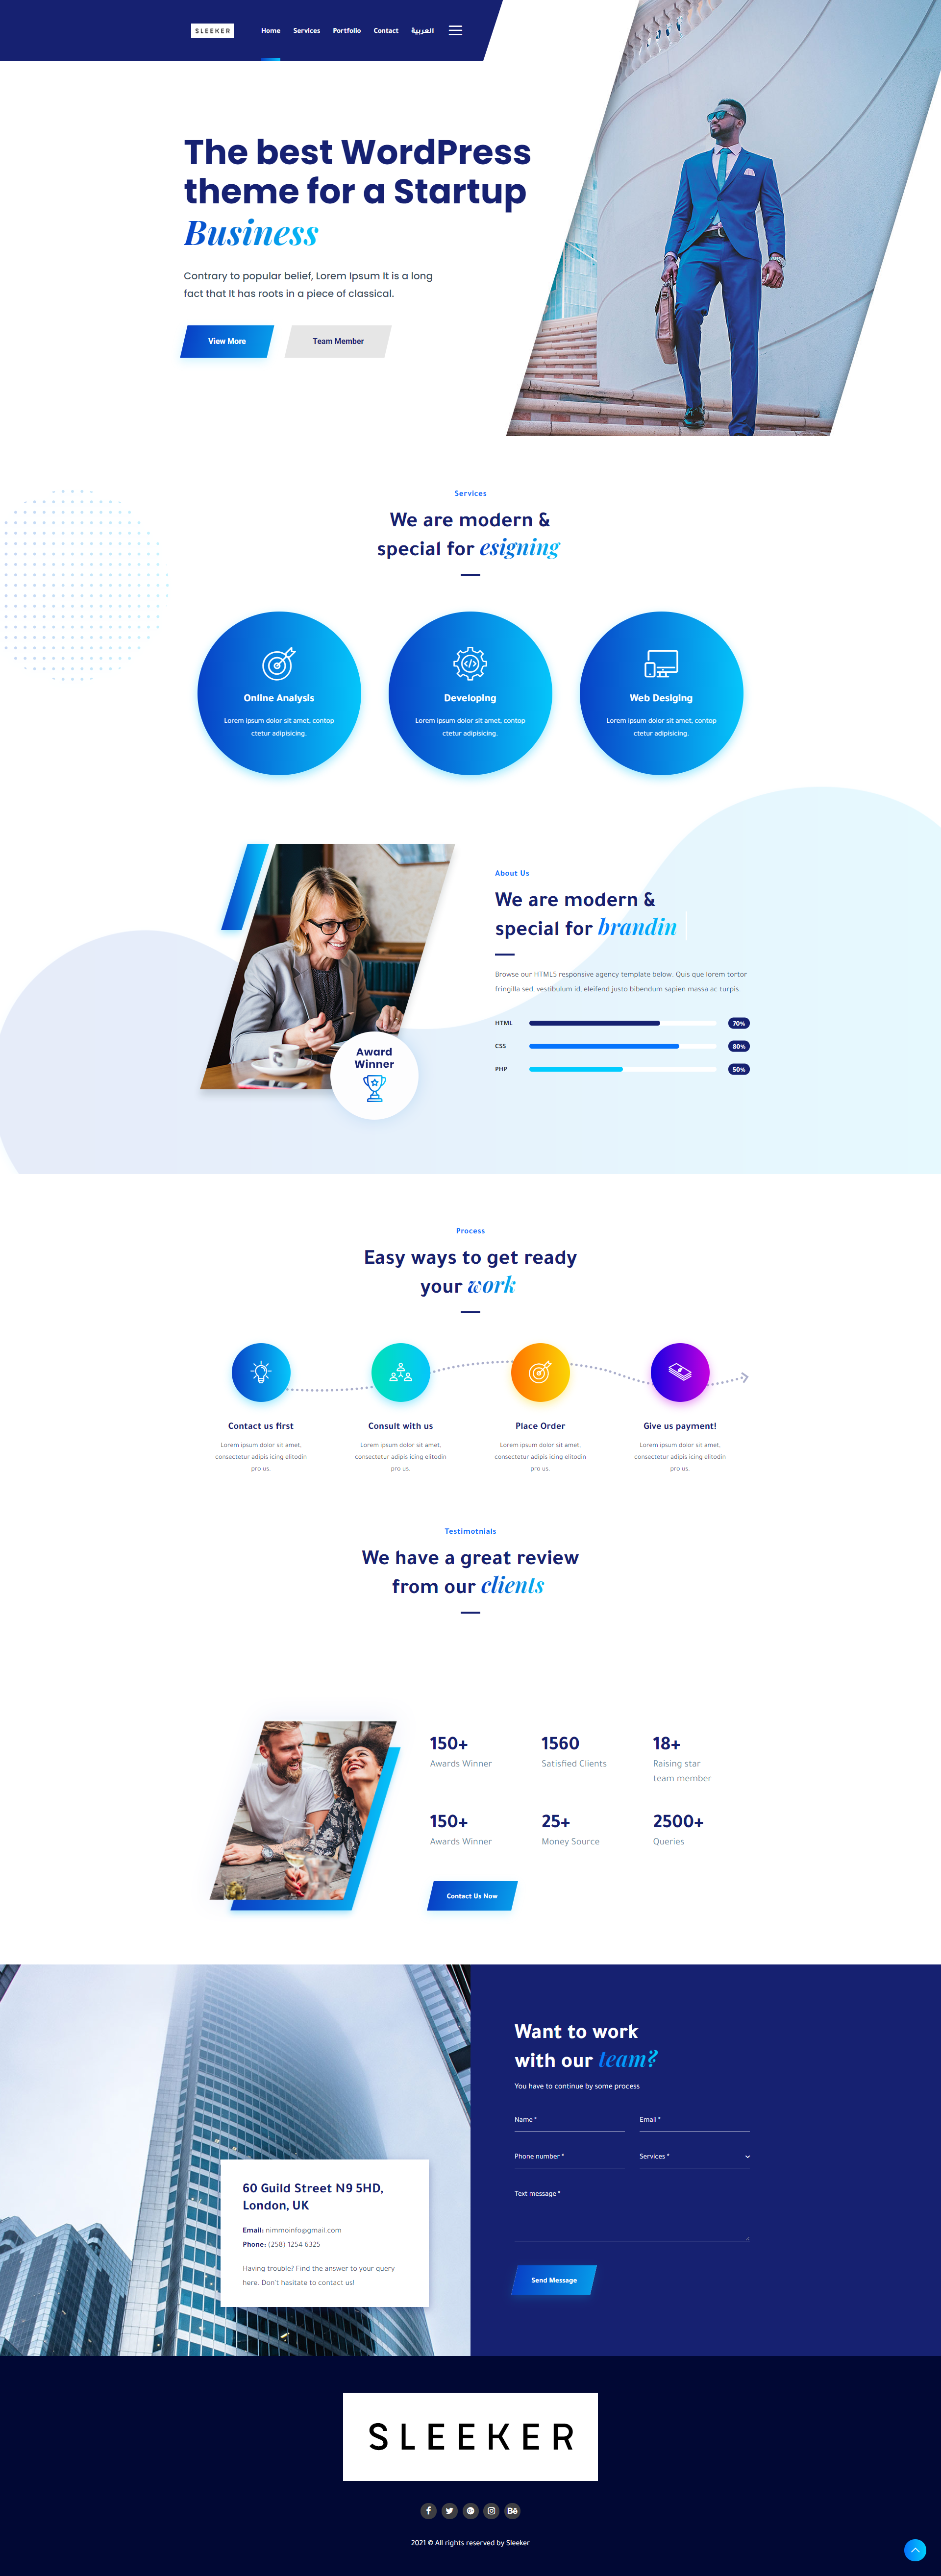 SLEEKER
Home Services Portfolio Contact العربية
The best WordPress
theme for a Startup
Business
Contrary to popular belief, Lorem Ipsum It is a long
fact that It has roots in a piece of classical.
View More
Team Member
Services
We are modern &
special for esigning
Online Analysis
Lorem ipsum dolor sit amet, contop
ctetur adipisicing.
Developing
Lorem ipsum dolor sit amet, contop
ctetur adipisicing.
Web Desiging
Lorem ipsum dolor sit amet, contop
ctetur adipisicing.
Award
Winner
About Us
We are modern &
special for brandin
Browse our HTML5 responsive agency template below. Quis que lorem tortor
fringilla sed, vestibulum id, eleifend justo bibendum sapien massa ac turpis.
HTML 70%
CSS 80%
PHP 50%
Process
Easy ways to get ready
your work
Contact us first
Lorem ipsum dolor sit amet,
consectetur adipis icing elitodin
pro us.
Consult with us
Lorem ipsum dolor sit amet,
consectetur adipis icing elitodin
pro us.
Place Order
Lorem ipsum dolor sit amet,
consectetur adipis icing elitodin
pro us.
Give us payment!
Lorem ipsum dolor sit amet,
consectetur adipis icing elitodin
pro us.
Testimotnials
We have a great review
from our clients
150+
Awards Winner
1560
Satisfied Clients
18+
Raising star
team member
150+
Awards Winner
25+
Money Source
2500+
Queries
Contact Us Now
60 Guild Street N9 5HD,
London, UK
Email: nimmoinfo@gmail.com
Phone: (258) 1254 6325
Having trouble? Find the answer to your query
here. Don't hasitate to contact us!
Want to work
with our team?
You have to continue by some process
Name *
Email *
Phone number *
Services *
Text message *
Send Message
SLEEKER
Bē
2021 © All rights reserved by Sleeker